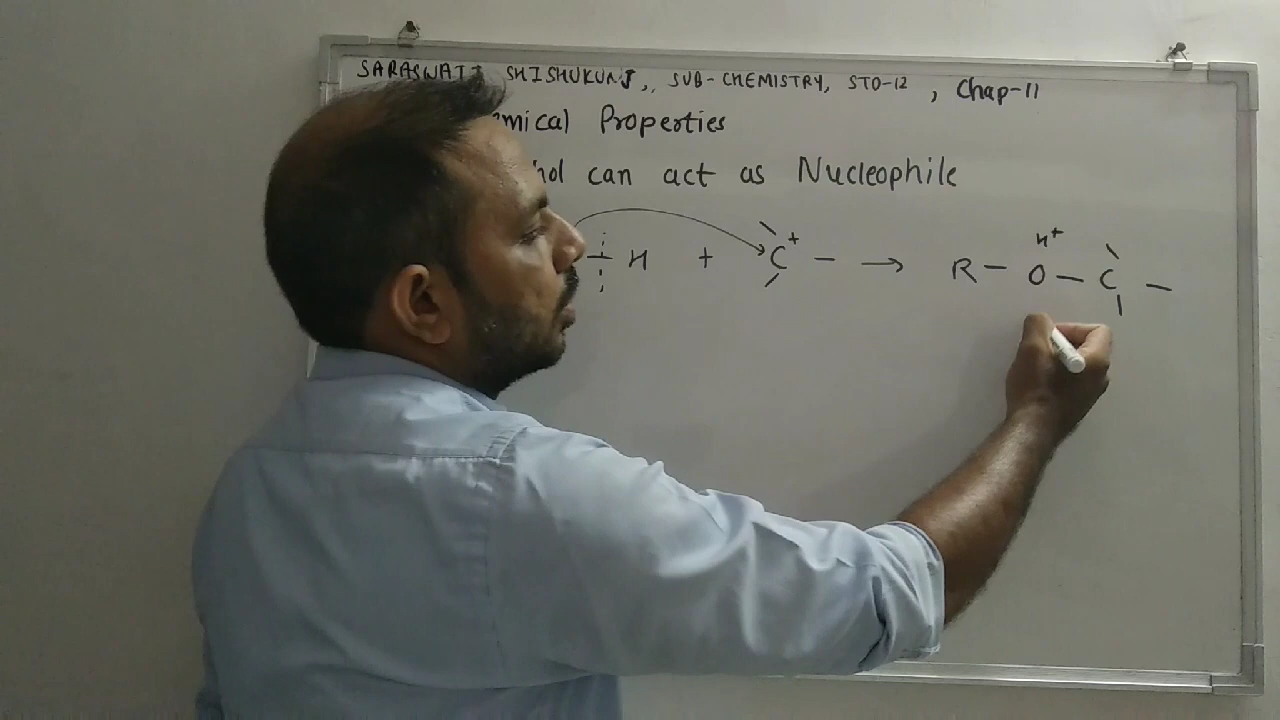 SARASWATI SHISHUKUNJ, SUB-CHEMISTRY, STD-12, Chap-11
mical Properties
hol can act as Nucleophile
H + C+ - → R - O - C -
H+